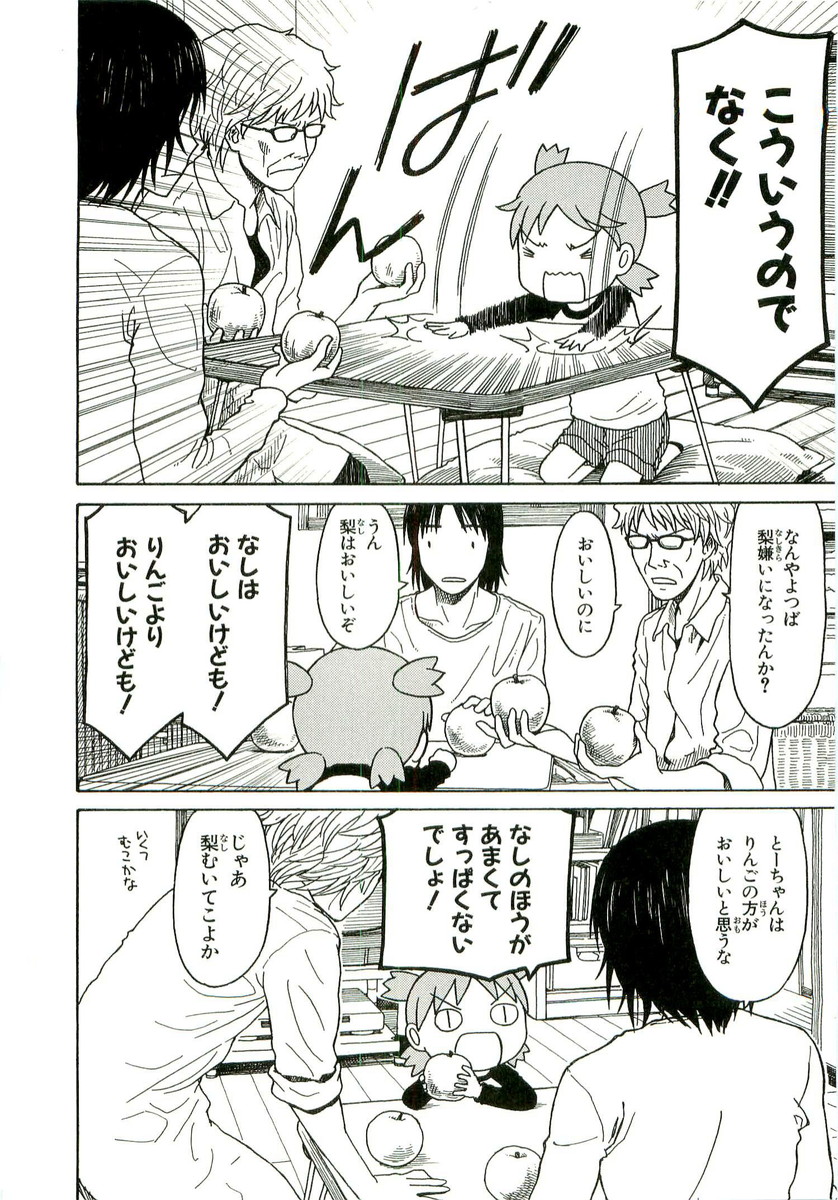 こういうので
なく!!
ばんっ
なんやよつば
梨嫌いになったんか?
おいしいのに
うん
梨はおいしいぞ
なしは
おいしいけども!
りんごより
おいしいけども!
とーちゃんは
りんごの方が
おいしいと思うな
なしのほうが
あまくて
すっぱくない
でしょ!
じゃあ
梨むいてこよか
いくつ
むこかな